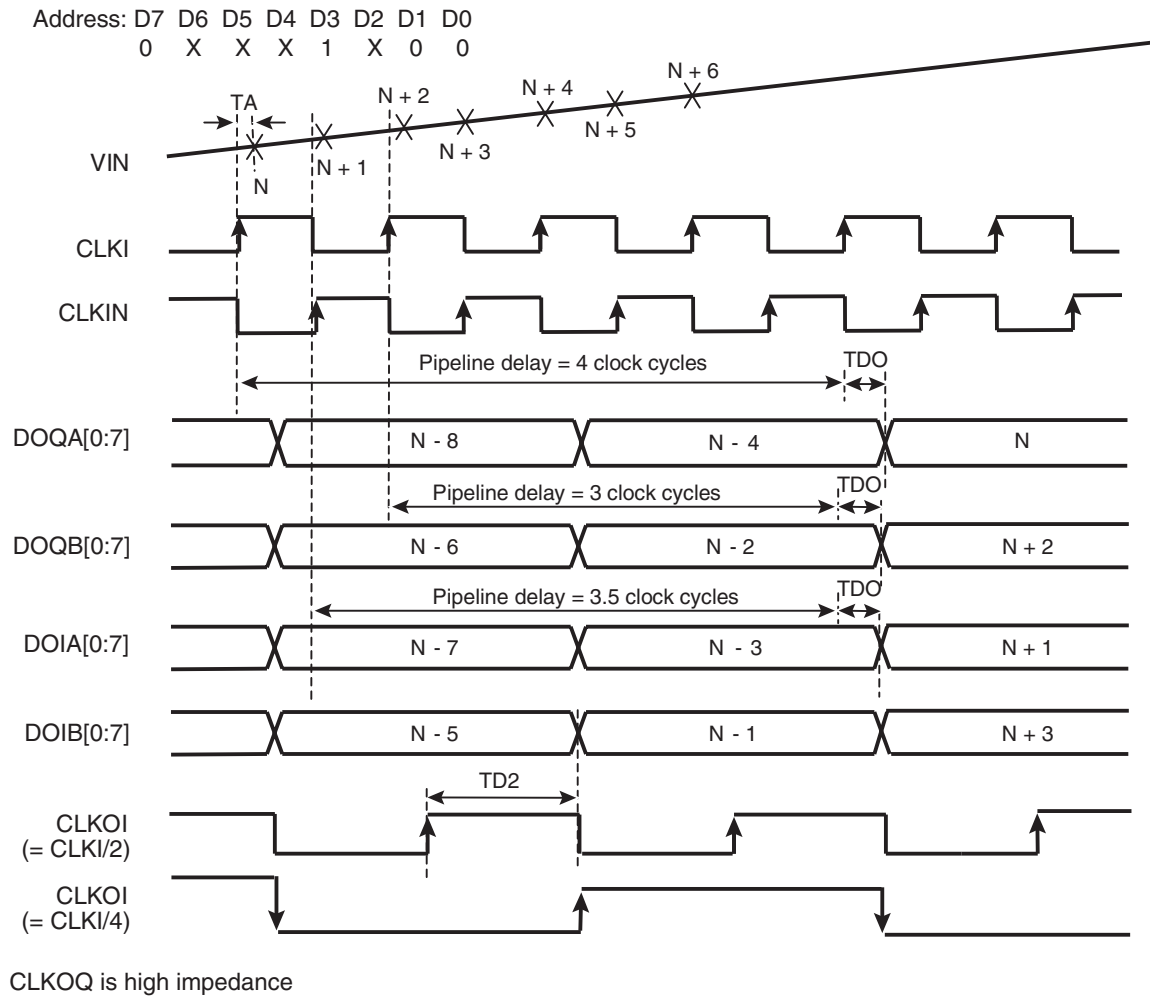 Address: D7 D6 D5 D4 D3 D2 D1 D0
0 X X X 1 X 0 0
N + 6
N + 4
N + 2
TA
N + 5
N + 3
N + 1
VIN
N
CLKI
CLKIN
Pipeline delay = 4 clock cycles
TDO
DOQA[0:7]
N - 8
N - 4
N
Pipeline delay = 3 clock cycles
TDO
DOQB[0:7]
N - 6
N - 2
N + 2
Pipeline delay = 3.5 clock cycles
TDO
DOIA[0:7]
N - 7
N - 3
N + 1
DOIB[0:7]
N - 5
N - 1
N + 3
TD2
CLKOI
(= CLKI/2)
CLKOI
(= CLKI/4)
CLKOQ is high impedance